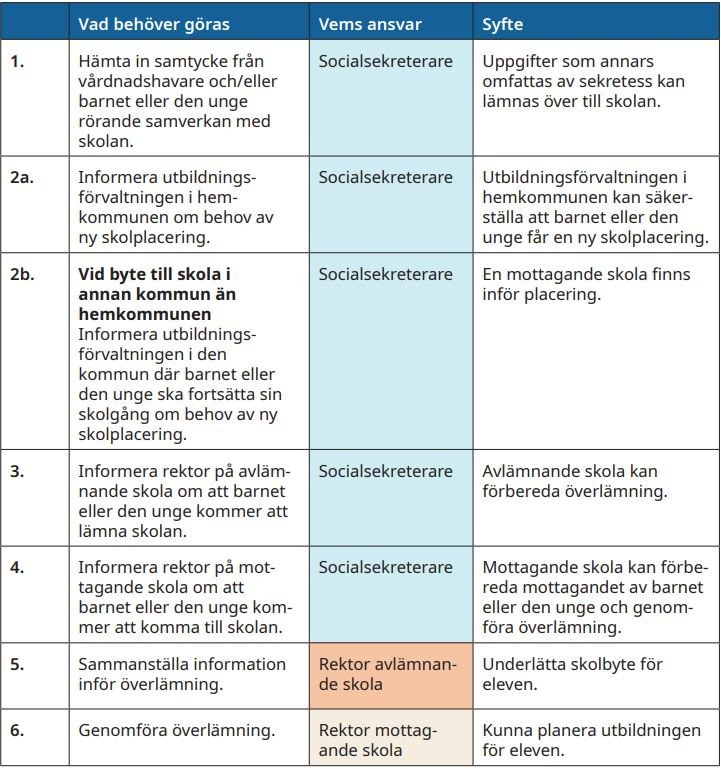 Vad behöver göras
Vems ansvar
Syfte
1.
Hämta in samtycke från
vårdnadshavare och/eller
barnet eller den unge
rörande samverkan med
skolan.
Socialsekreterare
Uppgifter som annars
omfattas av sekretess kan
lämnas över till skolan.
2a.
Informera utbildnings-
förvaltningen i hem-
kommunen om behov av
ny skolplacering.
Socialsekreterare
Utbildningsförvaltningen i
hemkommunen kan säker-
ställa att barnet eller den
unge får en ny skolplacering.
2b.
Vid byte till skola i
annan kommun än
hemkommunen
Informera utbildnings-
förvaltningen i den
kommun där barnet eller
den unge ska fortsätta sin
skolgång om behov av ny
skolplacering.
Socialsekreterare
En mottagande skola finns
inför placering.
3.
Informera rektor på avläm-
nande skola om att barnet
eller den unge kommer att
lämna skolan.
Socialsekreterare
Avlämnande skola kan
förbereda överlämning.
4.
Informera rektor på mot-
tagande skola om att
barnet eller den unge kom-
mer att komma till skolan.
Socialsekreterare
Mottagande skola kan förbe-
reda mottagandet av barnet
eller den unge och genom-
föra överlämning.
5.
Sammanställa information
inför överlämning.
Rektor avlämnan-
de skola
Underlätta skolbyte för
eleven.
6.
Genomföra överlämning.
Rektor mottag-
ande skola
Kunna planera utbildningen
för eleven.